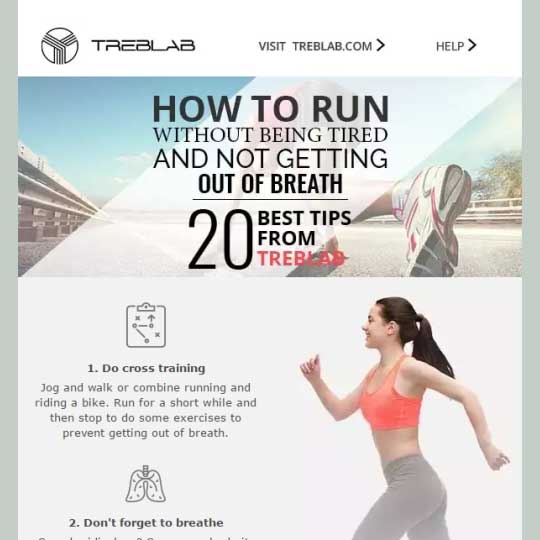 TREBLAB
VISIT TREBLAB.COM
HELP
HOW TO RUN
WITHOUT BEING TIRED
AND NOT GETTING
OUT OF BREATH
20
BEST TIPS
FROM
TREBLAB
1. Do cross training
Jog and walk or combine running and
riding a bike. Run for a short while and
then stop to do some exercises to
prevent getting out of breath.
2. Don't forget to breathe